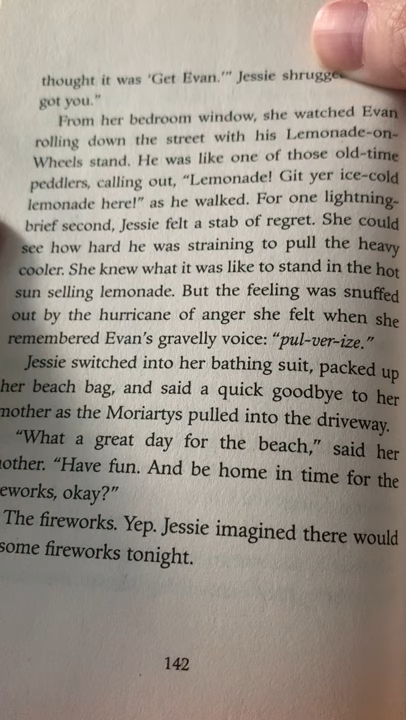 thought it was ‘Get Evan.’” Jessie
got you.”
From her bedroom window, she watched Evan
rolling down the street with his Lemonade-on-
Wheels stand. He was like one of those old-time
peddlers, calling out, “Lemonade! Git yer ice-cold
lemonade here!” as he walked. For one lightning-
brief second, Jessie felt a stab of regret. She could
see how hard he was straining to pull the heavy
cooler. She knew what it was like to stand in the hot
sun selling lemonade. But the feeling was snuffed
out by the hurricane of anger she felt when she
remembered Evan’s gravelly voice: “pul-ver-ize.”
Jessie switched into her bathing suit, packed up
her beach bag, and said a quick goodbye to her
mother as the Moriartys pulled into the driveway.
“What a great day for the beach,” said her
other. “Have fun. And be home in time for the
eworks, okay?”
The fireworks. Yep. Jessie imagined there would
some fireworks tonight.
142